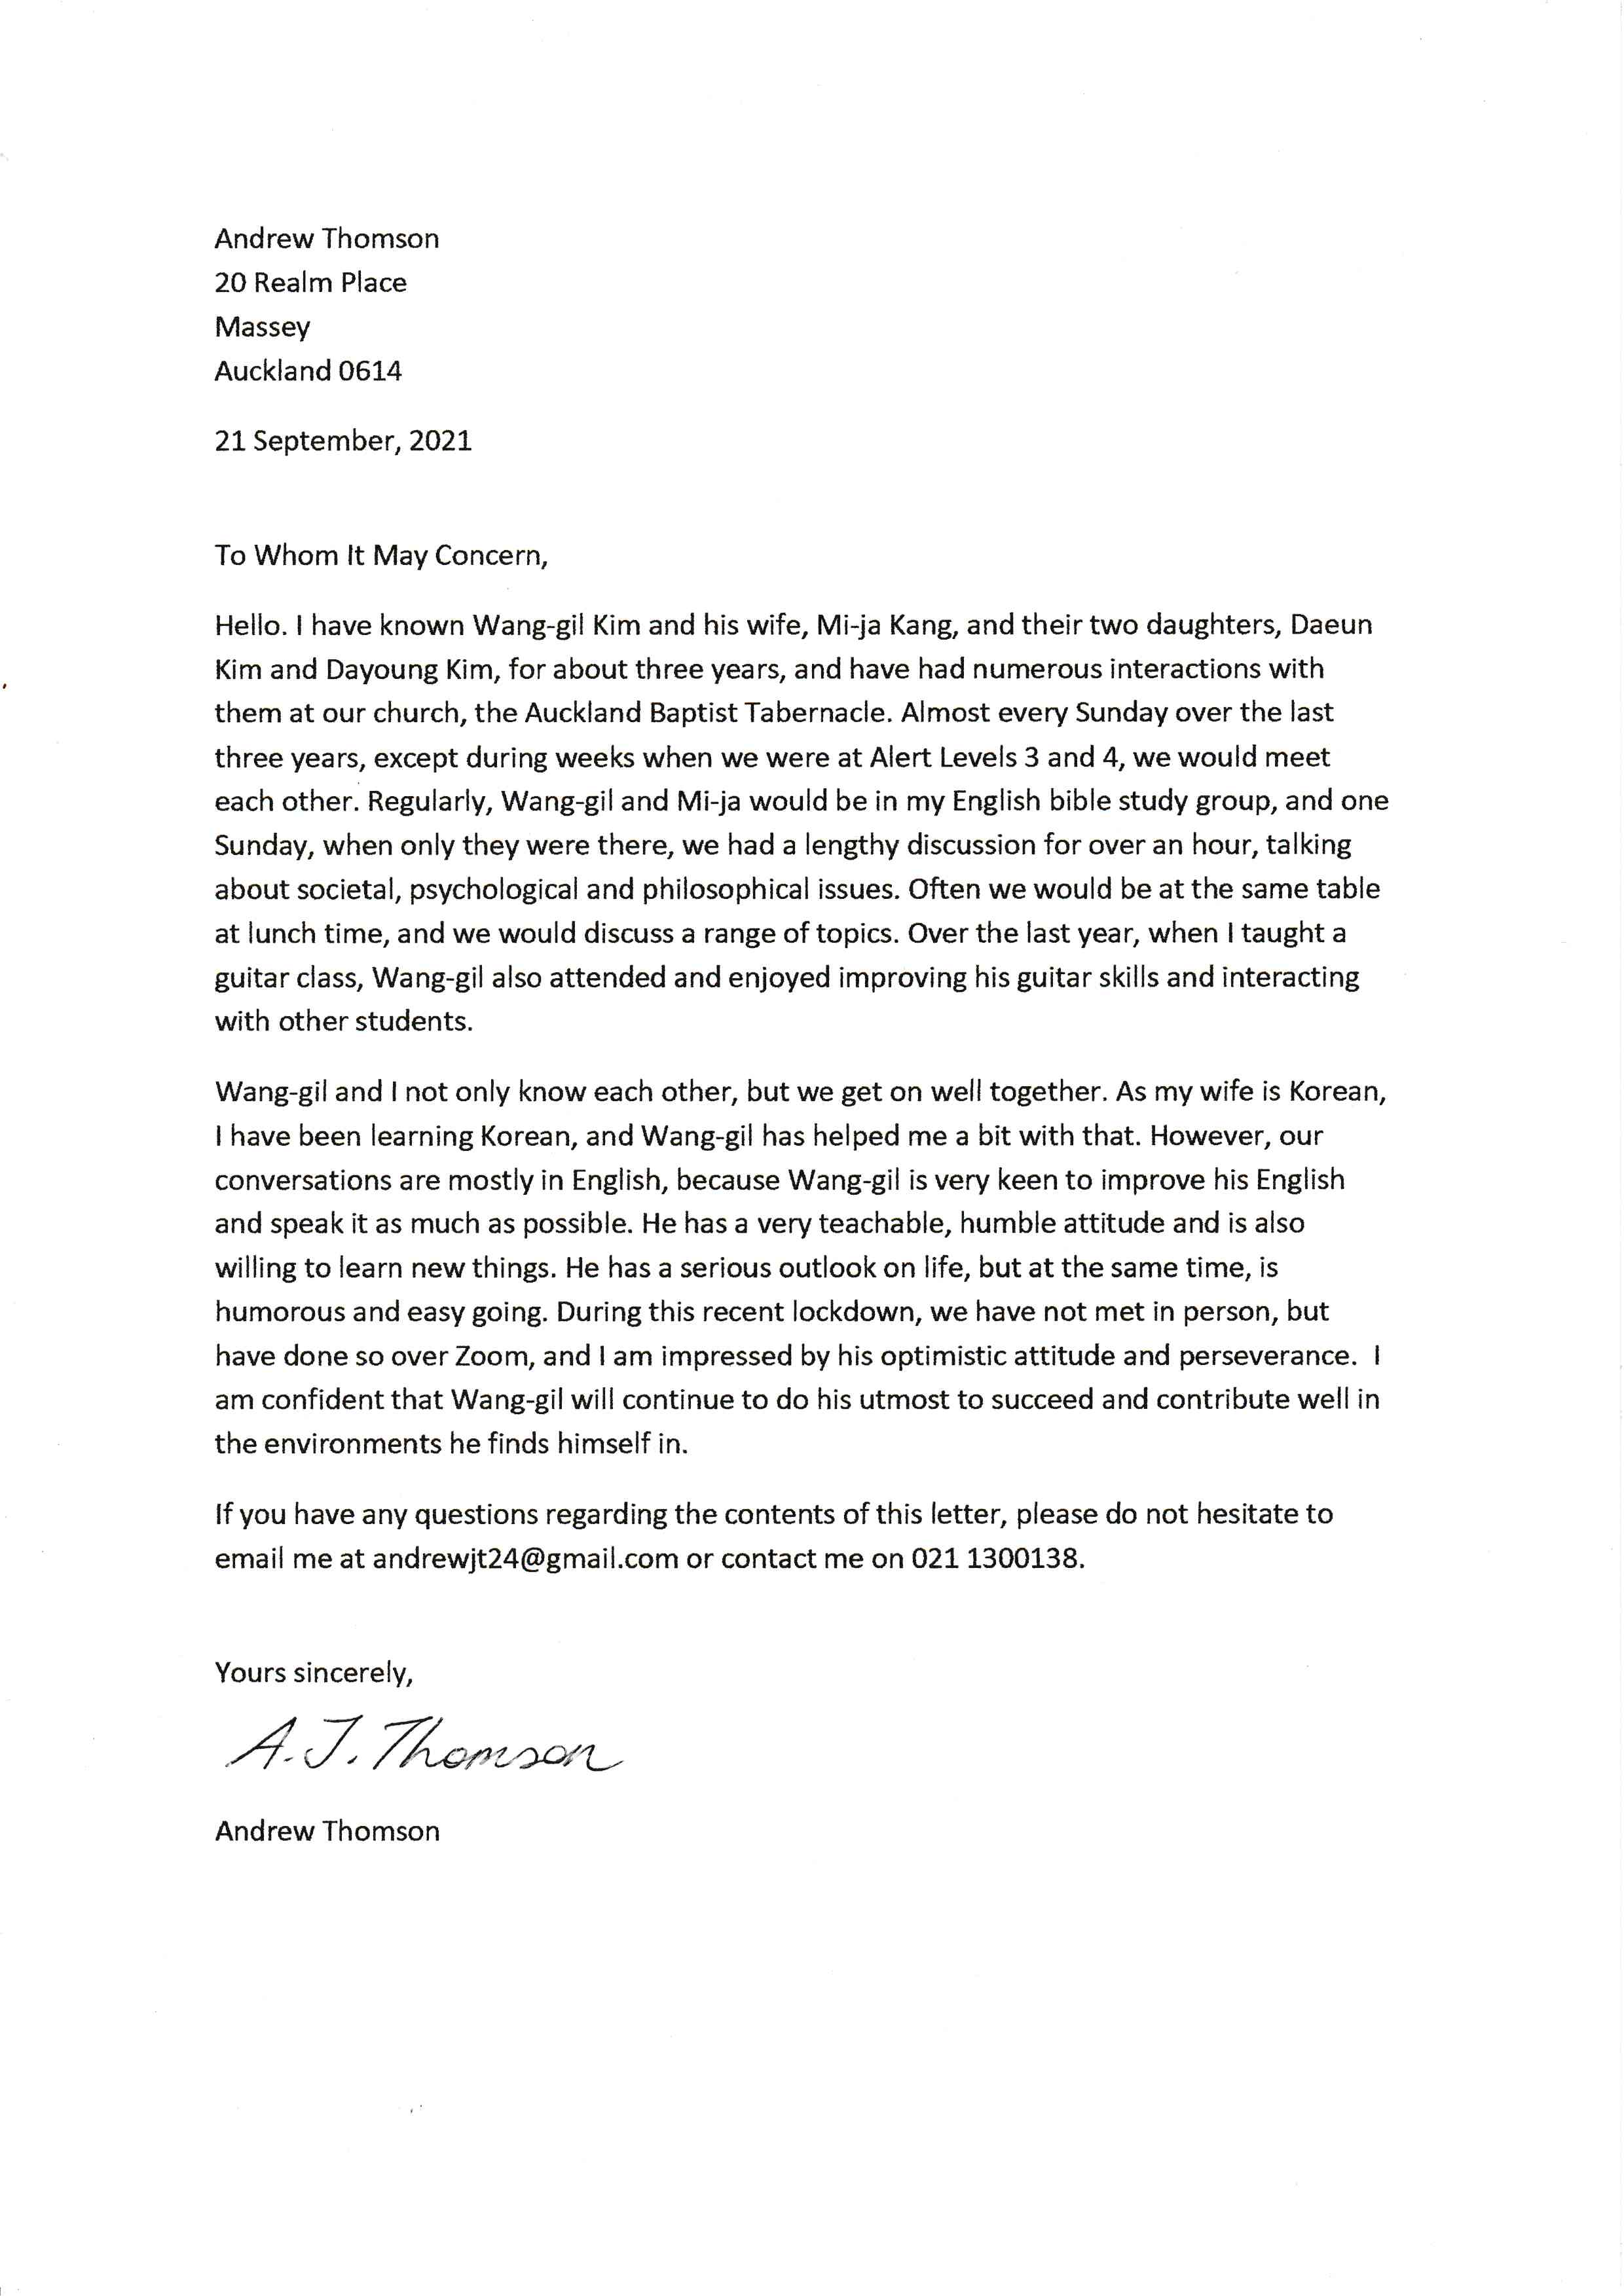 Andrew Thomson
20 Realm Place
Massey
Auckland 0614
21 September, 2021
To Whom It May Concern,
Hello. I have known Wang-gil Kim and his wife, Mi-ja Kang, and their two daughters, Daeun
Kim and Dayoung Kim, for about three years, and have had numerous interactions with
them at our church, the Auckland Baptist Tabernacle. Almost every Sunday over the last
three years, except during weeks when we were at Alert Levels 3 and 4, we would meet
each other. Regularly, Wang-gil and Mi-ja would be in my English bible study group, and one
Sunday, when only they were there, we had a lengthy discussion for over an hour, talking
about societal, psychological and philosophical issues. Often we would be at the same table
at lunch time, and we would discuss a range of topics. Over the last year, when I taught a
guitar class, Wang-gil also attended and enjoyed improving his guitar skills and interacting
with other students.
Wang-gil and I not only know each other, but we get on well together. As my wife is Korean,
I have been learning Korean, and Wang-gil has helped me a bit with that. However, our
conversations are mostly in English, because Wang-gil is very keen to improve his English
and speak it as much as possible. He has a very teachable, humble attitude and is also
willing to learn new things. He has a serious outlook on life, but at the same time, is
humorous and easy going. During this recent lockdown, we have not met in person, but
have done so over Zoom, and I am impressed by his optimistic attitude and perseverance.  I
am confident that Wang-gil will continue to do his utmost to succeed and contribute well in
the environments he finds himself in.
If you have any questions regarding the contents of this letter, please do not hesitate to
email me at andrewjt24@gmail.com or contact me on 021 1300138.
Yours sincerely,
A.J. Thomson
Andrew Thomson